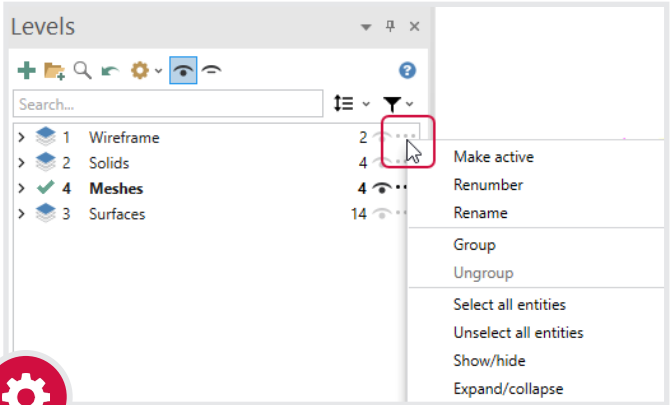 Levels
Search...
1 Wireframe 2
2 Solids 4
4 Meshes 4
3 Surfaces 14
Make active
Renumber
Rename
Group
Ungroup
Select all entities
Unselect all entities
Show/hide
Expand/collapse